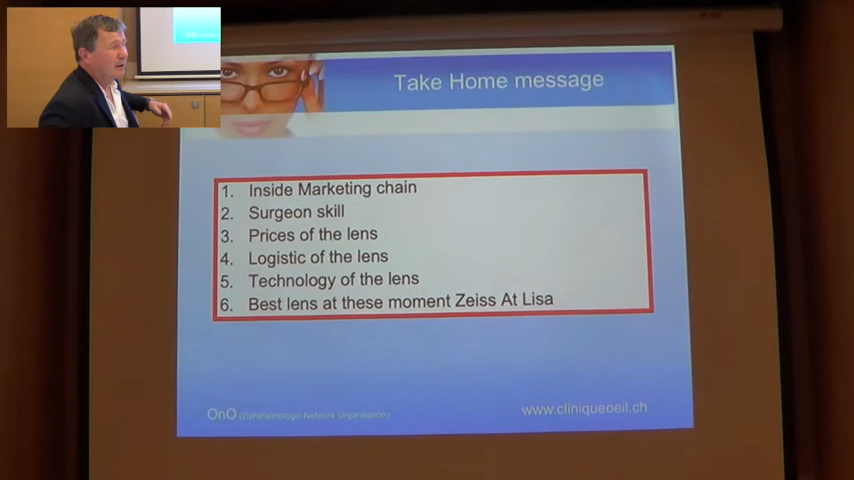 Take Home message
1. Inside Marketing chain
2. Surgeon skill
3. Prices of the lens
4. Logistic of the lens
5. Technology of the lens
6. Best lens at these moment Zeiss At Lisa
OnO (Ophthalmologic Network Organisation)
www.cliniqueoeil.ch